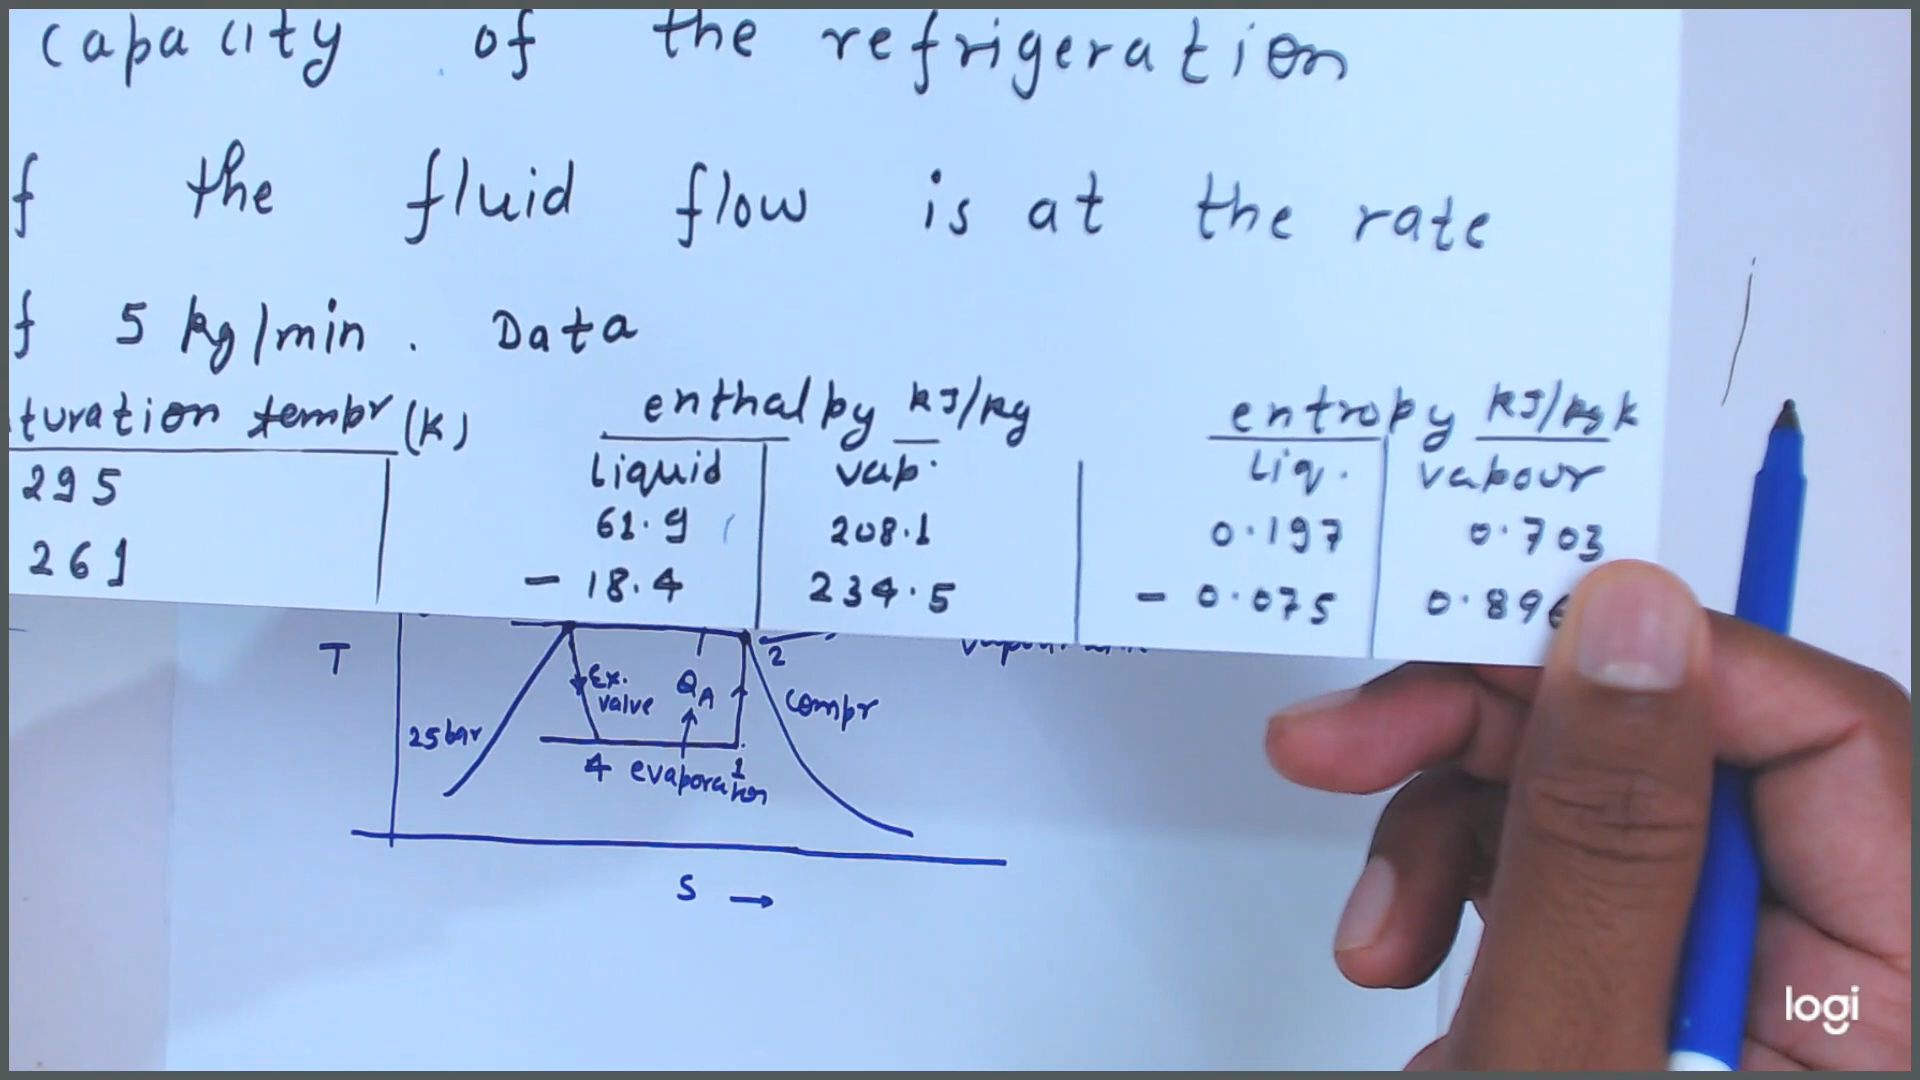 capacity of the refrigeration
f the fluid flow is at the rate
f 5 kg/min. Data
turation tempr (K) enthalpy kJ/kg entropy kJ/kg k
Liquid vap. Liq. vapour
295 61.9 208.1 0.197 0.703
261 - 18.4 234.5 - 0.075 0.896
T 2
Ex. valve QA compr
25 bar
4 evaporator 1
S →
logi